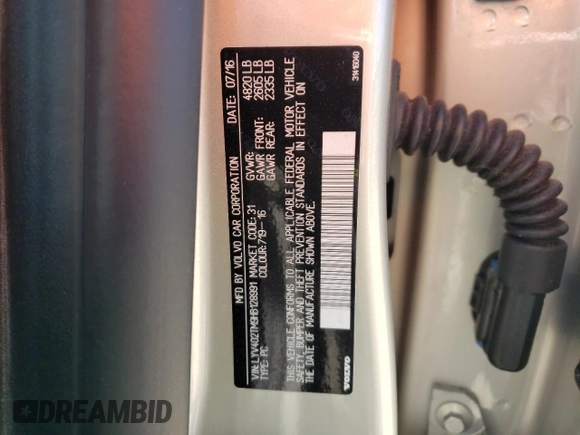 MFD BY VOLVO CAR CORPORATION DATE: 07/16
VIN: LYV402TM9HB128991 MARKET CODE: 31 GVWR: 4820 LB
TYPE: PC COLOUR: 719-16 GAWR FRONT: 2605 LB
GAWR REAR: 2335 LB
THIS VEHICLE CONFORMS TO ALL APPLICABLE FEDERAL MOTOR VEHICLE
SAFETY, BUMPER AND THEFT PREVENTION STANDARDS IN EFFECT ON
THE DATE OF MANUFACTURE SHOWN ABOVE.
VOLVO 31416040
DREAMBID